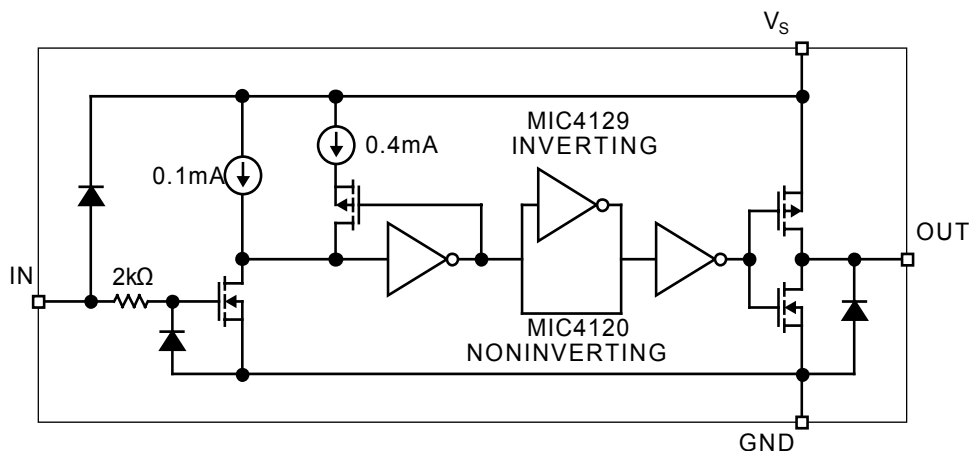 V_S
MIC4129
INVERTING
0.4mA
0.1mA
OUT
IN
2kΩ
MIC4120
NONINVERTING
GND